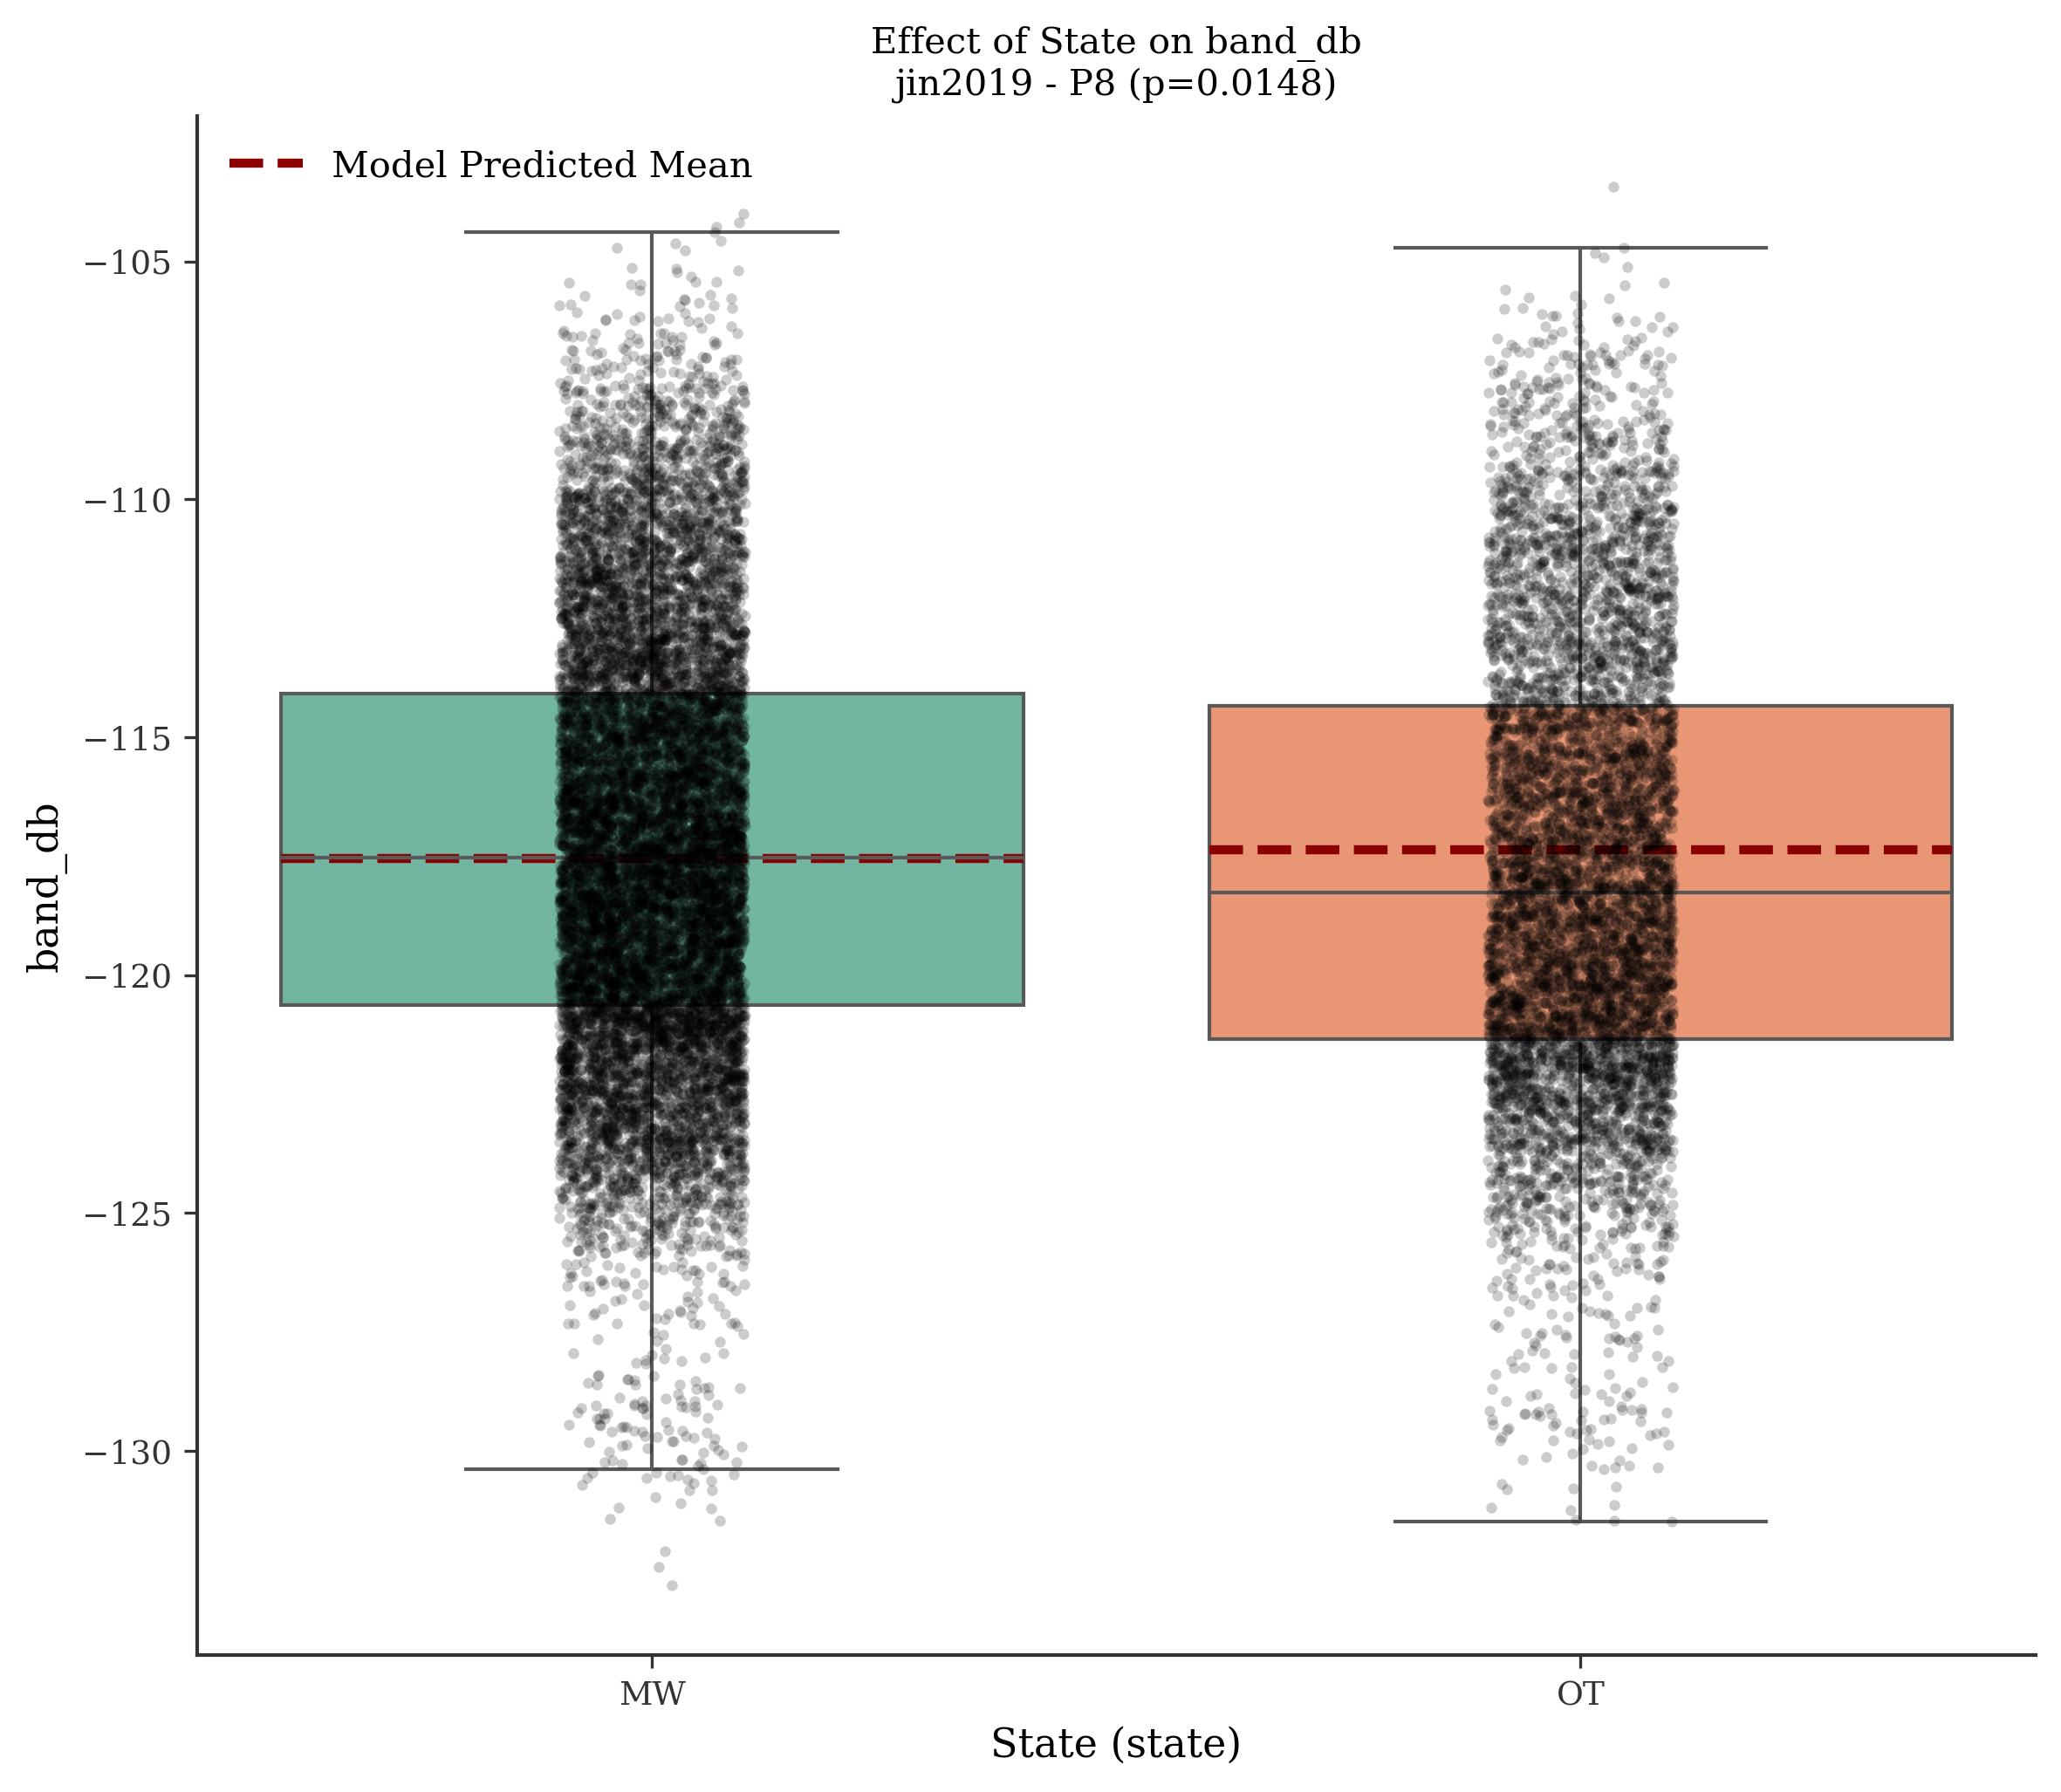 Effect of State on band_db
jin2019 - P8 (p=0.0148)
Model Predicted Mean
−105
−110
−115
−120
−125
−130
band_db
MW
OT
State (state)